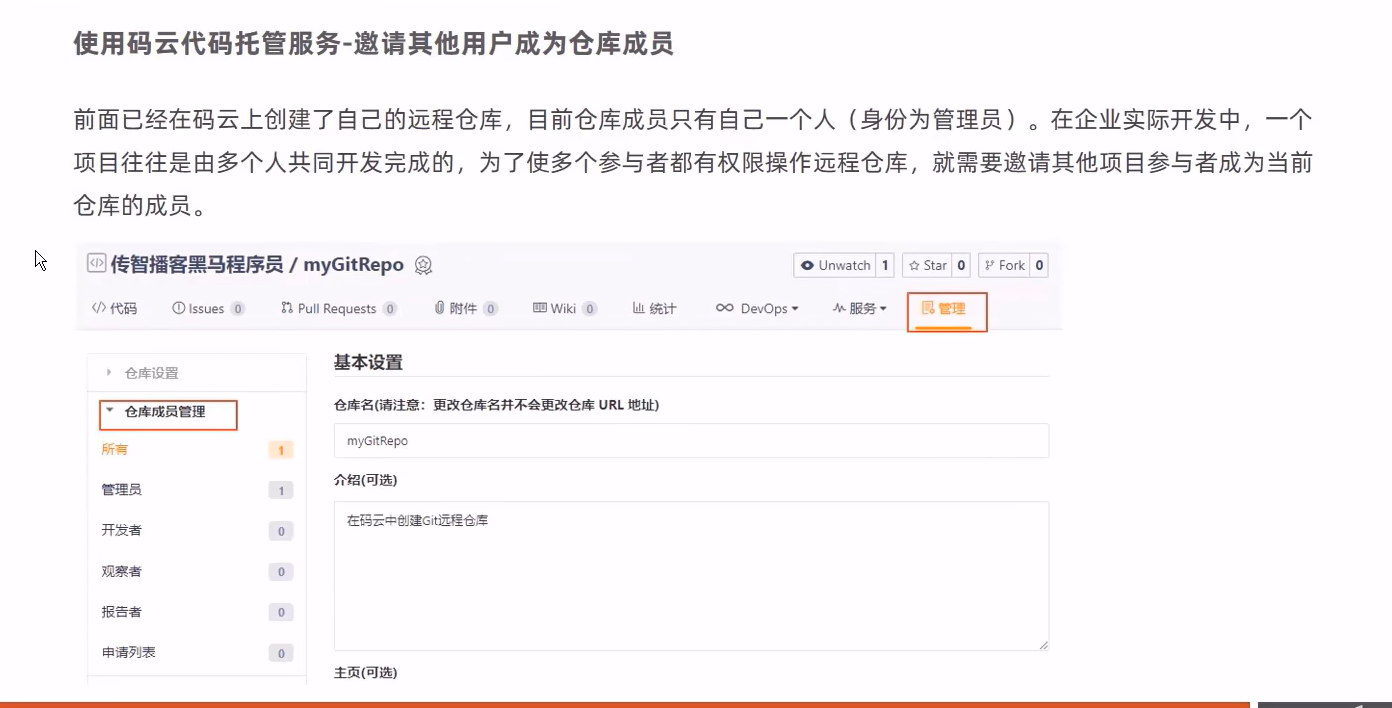 使用码云代码托管服务-邀请其他用户成为仓库成员
前面已经在码云上创建了自己的远程仓库，目前仓库成员只有自己一个人（身份为管理员）。在企业实际开发中，一个
项目往往是由多个人共同开发完成的，为了使多个参与者都有权限操作远程仓库，就需要邀请其他项目参与者成为当前
仓库的成员。
传智播客黑马程序员 / myGitRepo Unwatch 1 Star 0 Fork 0
代码 Issues 0 Pull Requests 0 附件 0 Wiki 0 统计 DevOps 服务 管理
仓库设置
仓库成员管理
所有 1
管理员 1
开发者 0
观察者 0
报告者 0
申请列表 0
基本设置
仓库名(请注意：更改仓库名并不会更改仓库 URL 地址)
myGitRepo
介绍(可选)
在码云中创建Git远程仓库
主页(可选)